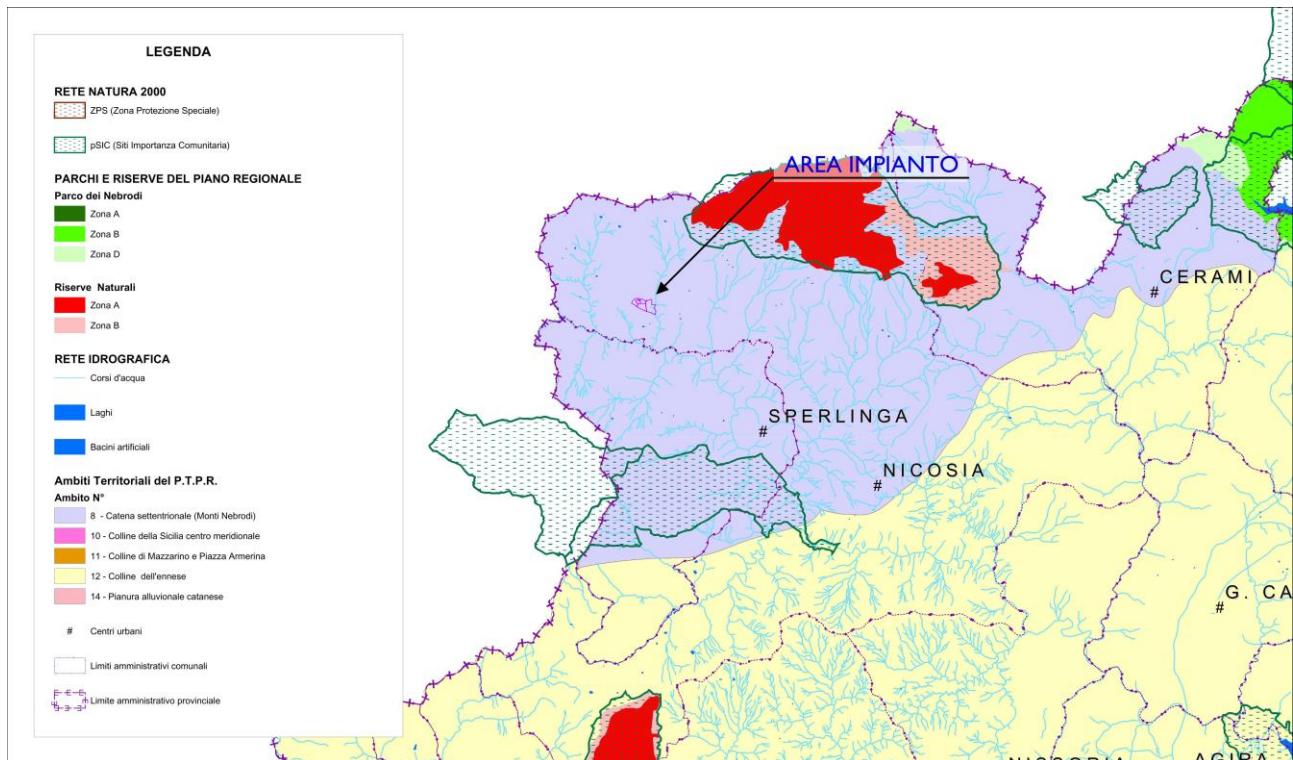 LEGENDA
RETE NATURA 2000
ZPS (Zona Protezione Speciale)
pSIC (Siti Importanza Comunitaria)
PARCHI E RISERVE DEL PIANO REGIONALE
Parco dei Nebrodi
Zona A
Zona B
Zona D
Riserve Naturali
Zona A
Zona B
RETE IDROGRAFICA
Corsi d'acqua
Laghi
Bacini artificiali
Ambiti Territoriali del P.T.P.R.
Ambito N°
8 - Catena settentrionale (Monti Nebrodi)
10 - Colline della Sicilia centro meridionale
11 - Colline di Mazzarino e Piazza Armerina
12 - Colline dell'ennese
14 - Pianura alluvionale catanese
# Centri urbani
Limiti amministrativi comunali
Limite amministrativo provinciale
AREA IMPIANTO
CERAMI
#
SPERLINGA
#
NICOSIA
#
G. CA
#
NISSORIA
AGIRA